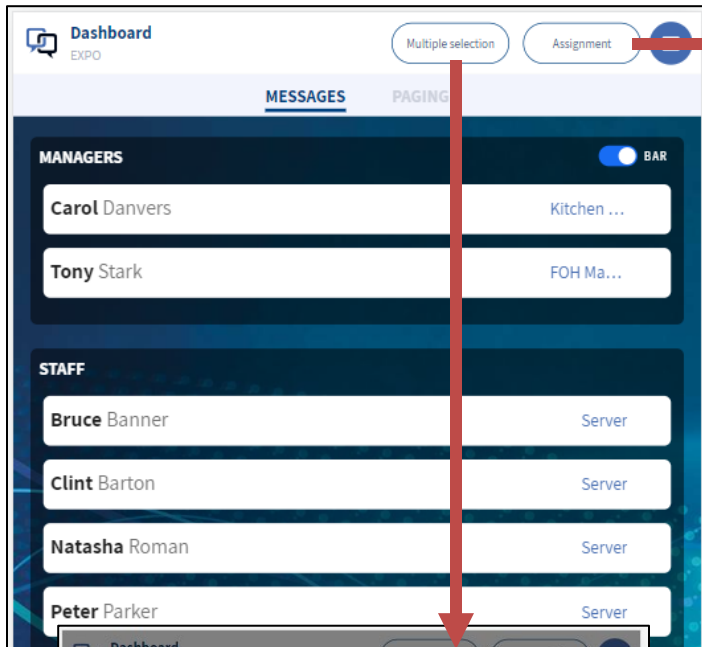 Dashboard
EXPO
Multiple selection
Assignment
MESSAGES PAGING
MANAGERS BAR
Carol Danvers Kitchen ...
Tony Stark FOH Ma...
STAFF
Bruce Banner Server
Clint Barton Server
Natasha Roman Server
Peter Parker Server
Dashboard